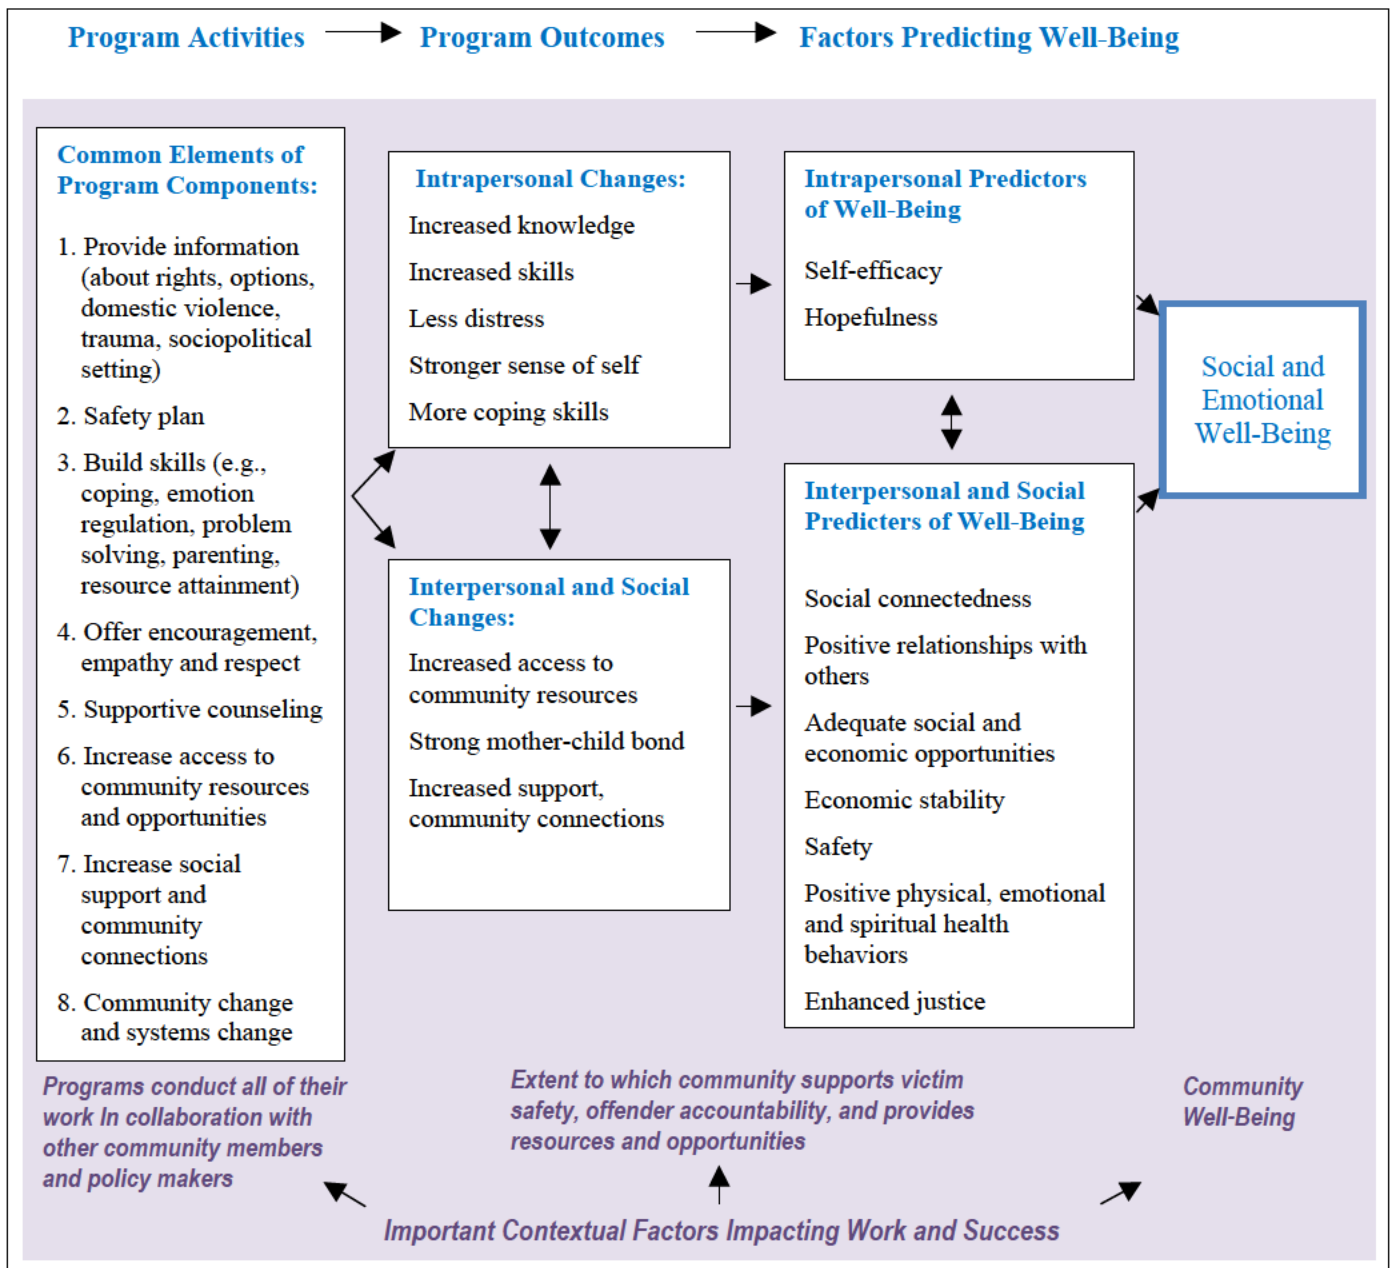 Program Activities
Program Outcomes
Factors Predicting Well-Being
Common Elements of
Program Components:
1. Provide information
(about rights, options,
domestic violence,
trauma, sociopolitical
setting)
2. Safety plan
3. Build skills (e.g.,
coping, emotion
regulation, problem
solving, parenting,
resource attainment)
4. Offer encouragement,
empathy and respect
5. Supportive counseling
6. Increase access to
community resources
and opportunities
7. Increase social
support and
community
connections
8. Community change
and systems change
Intrapersonal Changes:
Increased knowledge
Increased skills
Less distress
Stronger sense of self
More coping skills
Interpersonal and Social
Changes:
Increased access to
community resources
Strong mother-child bond
Increased support,
community connections
Intrapersonal Predictors
of Well-Being
Self-efficacy
Hopefulness
Interpersonal and Social
Predicters of Well-Being
Social connectedness
Positive relationships with
others
Adequate social and
economic opportunities
Economic stability
Safety
Positive physical, emotional
and spiritual health
behaviors
Enhanced justice
Social and
Emotional
Well-Being
Programs conduct all of their
work In collaboration with
other community members
and policy makers
Extent to which community supports victim
safety, offender accountability, and provides
resources and opportunities
Community
Well-Being
Important Contextual Factors Impacting Work and Success